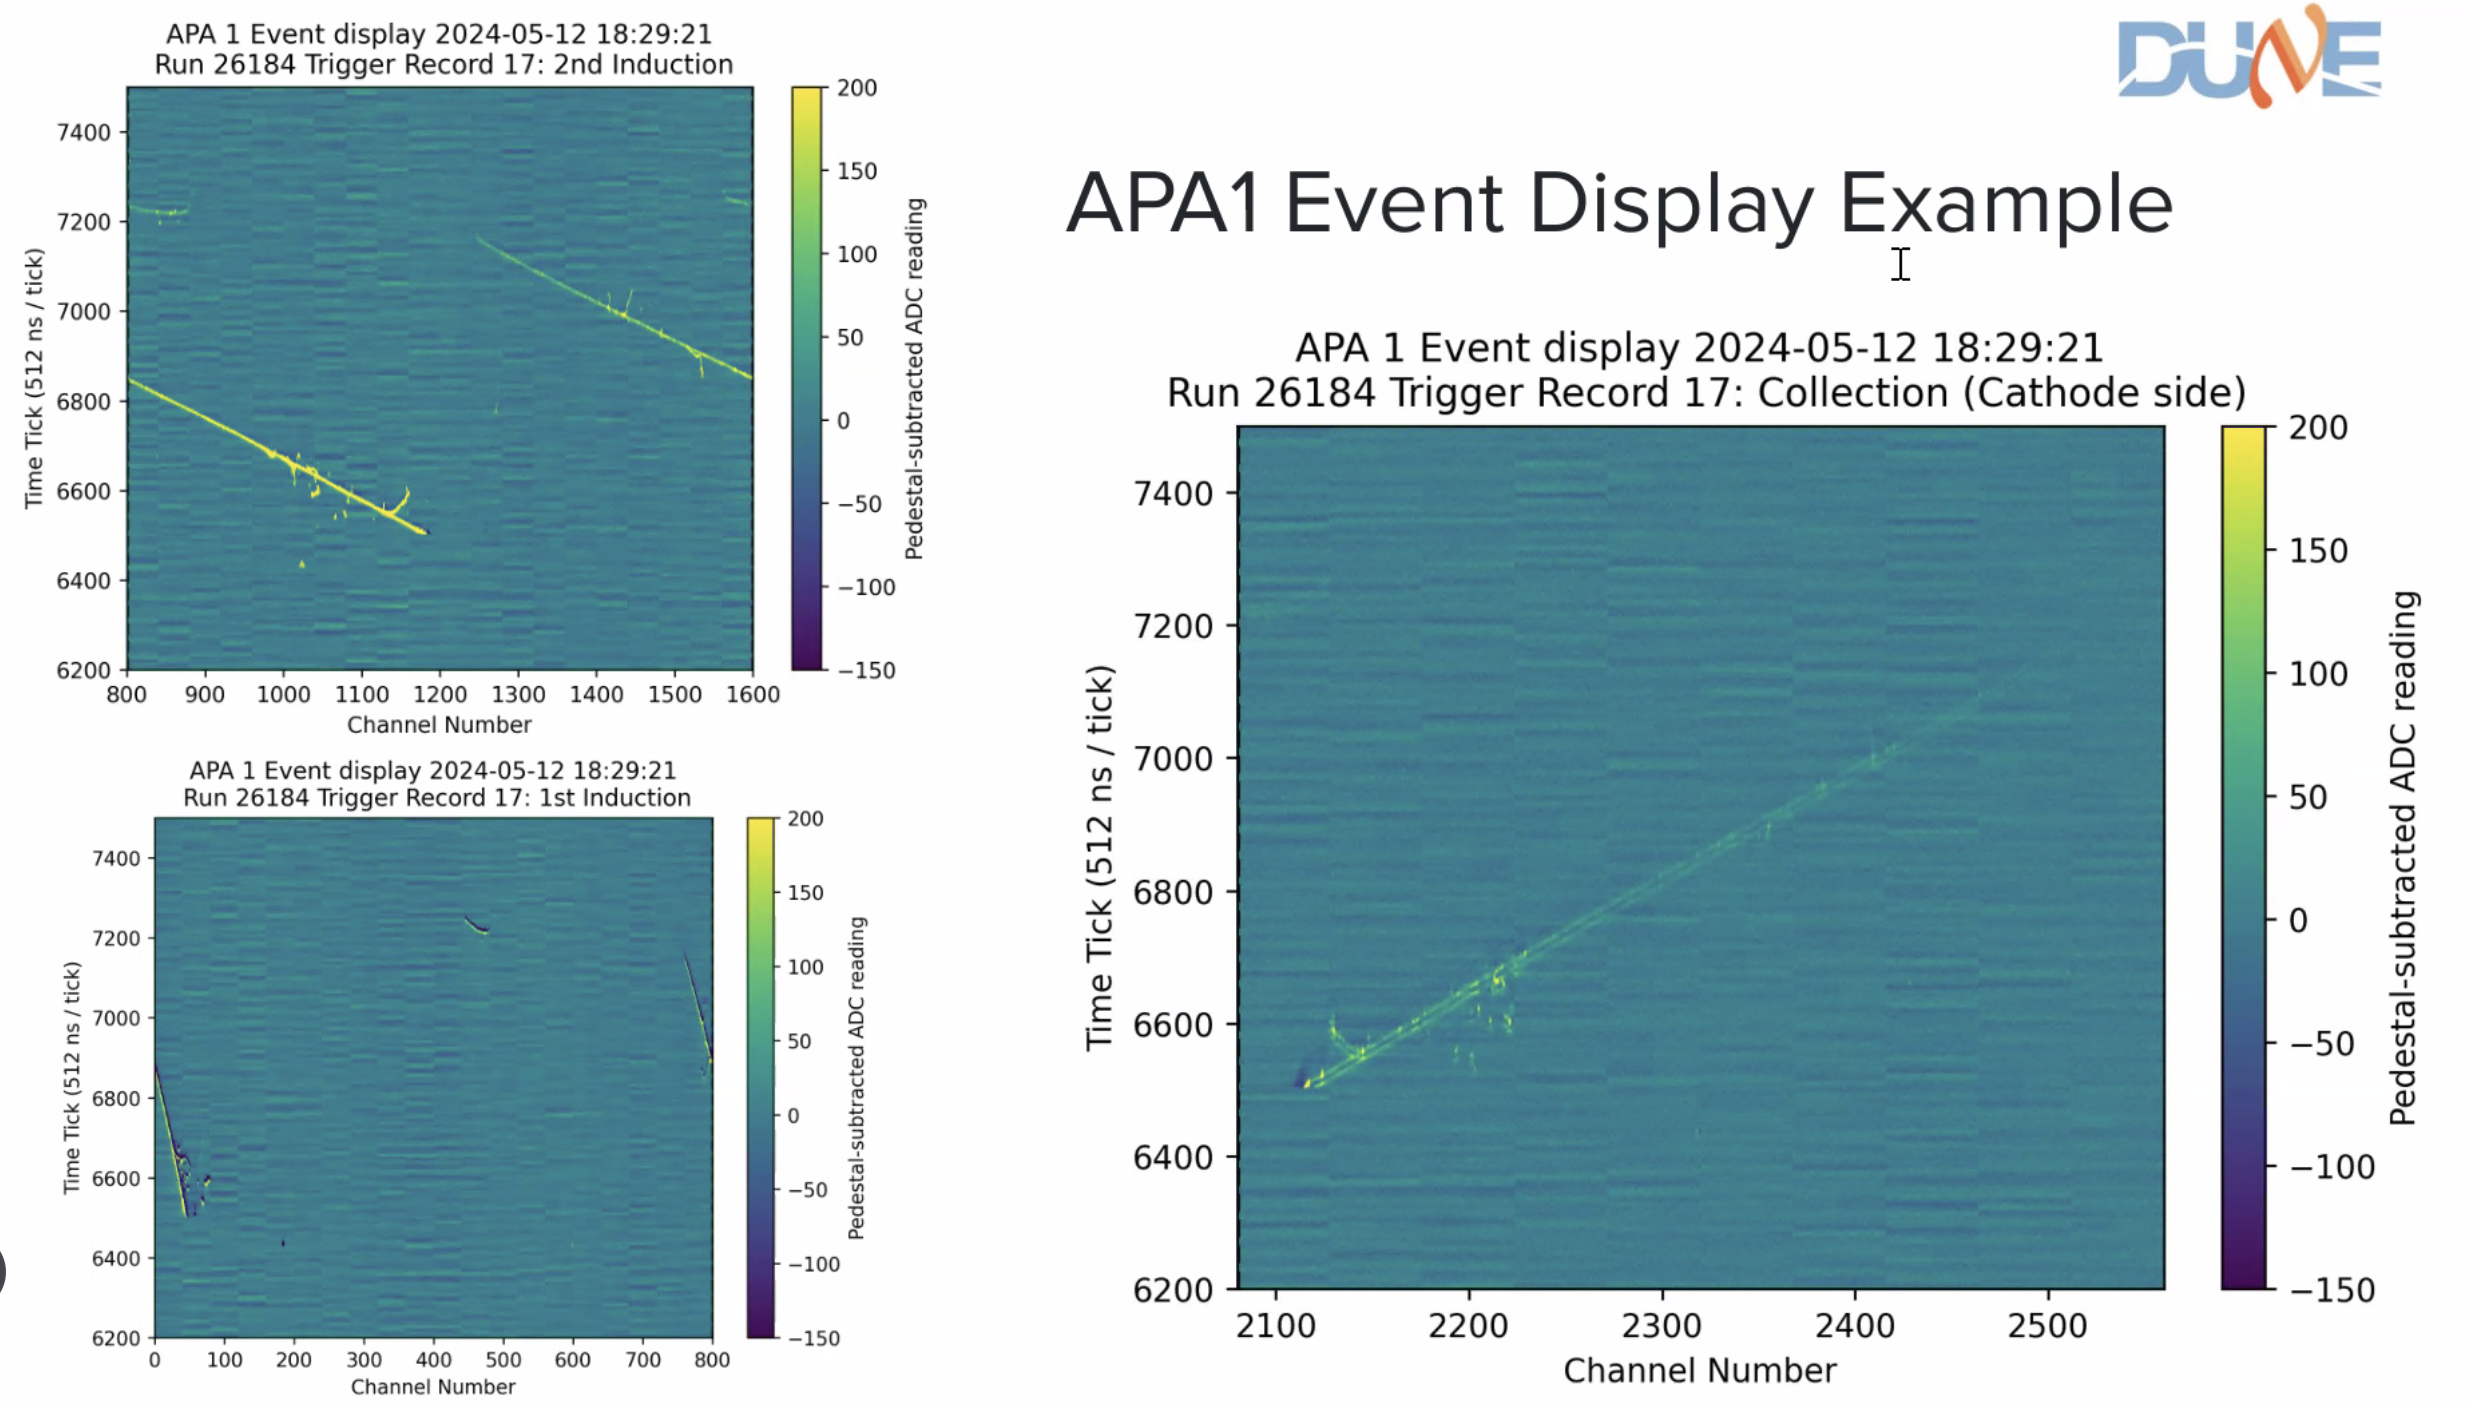 APA 1 Event display 2024-05-12 18:29:21
Run 26184 Trigger Record 17: 2nd Induction
7400
7200
7000
6800
6600
6400
6200
Time Tick (512 ns / tick)
800 900 1000 1100 1200 1300 1400 1500 1600
Channel Number
200
150
100
50
0
−50
−100
−150
Pedestal-subtracted ADC reading
APA 1 Event display 2024-05-12 18:29:21
Run 26184 Trigger Record 17: 1st Induction
7400
7200
7000
6800
6600
6400
6200
Time Tick (512 ns / tick)
0 100 200 300 400 500 600 700 800
Channel Number
200
150
100
50
0
−50
−100
−150
Pedestal-subtracted ADC reading
DUNE
APA1 Event Display Example
APA 1 Event display 2024-05-12 18:29:21
Run 26184 Trigger Record 17: Collection (Cathode side)
7400
7200
7000
6800
6600
6400
6200
Time Tick (512 ns / tick)
2100 2200 2300 2400 2500
Channel Number
200
150
100
50
0
−50
−100
−150
Pedestal-subtracted ADC reading